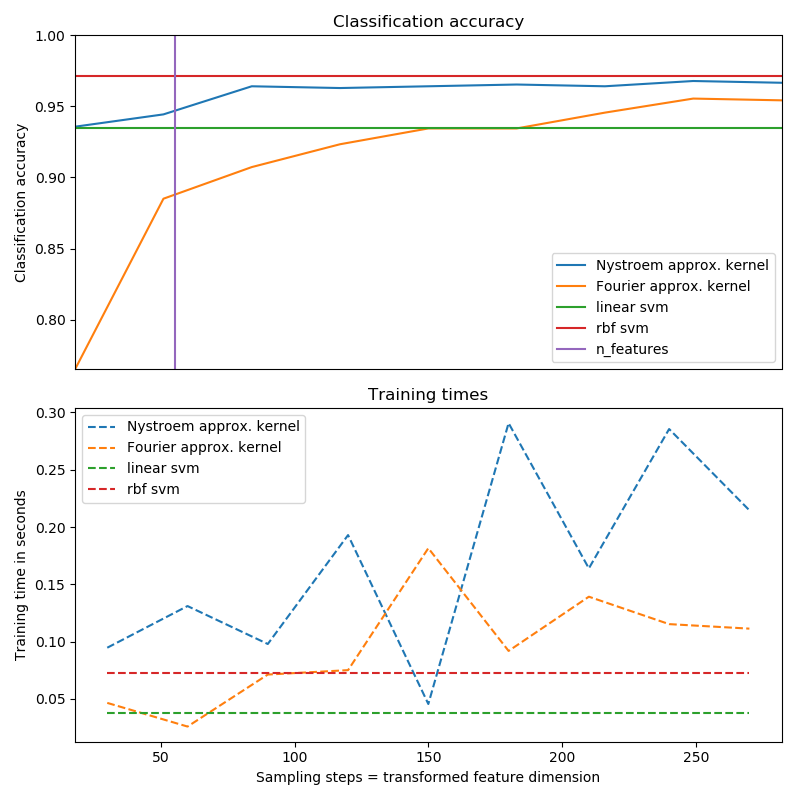 Classification accuracy
1.00
0.95
0.90
0.85
0.80
Classification accuracy
Nystroem approx. kernel
Fourier approx. kernel
linear svm
rbf svm
n_features
Training times
0.30
0.25
0.20
0.15
0.10
0.05
Training time in seconds
Nystroem approx. kernel
Fourier approx. kernel
linear svm
rbf svm
50 100 150 200 250
Sampling steps = transformed feature dimension